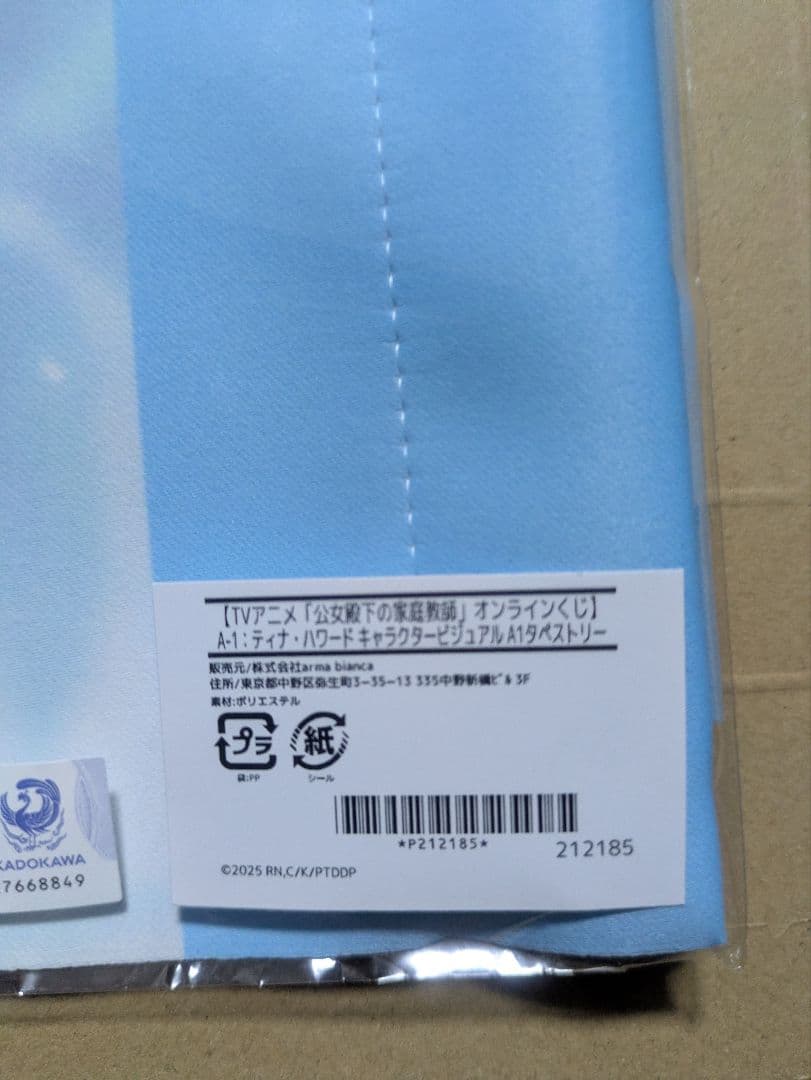 【TVアニメ「公女殿下の家庭教師」オンラインくじ】
A-1：ティナ・ハワード キャラクタービジュアル A1タペストリー
販売元/株式会社arma bianca
住所/東京都中野区弥生町3-35-13 335中野新橋ﾋﾞﾙ 3F
素材:ポリエステル
プラ
紙
袋:PP
シール
*P212185*
212185
©2025 RN,C/K/PTDDP
KADOKAWA
7668849